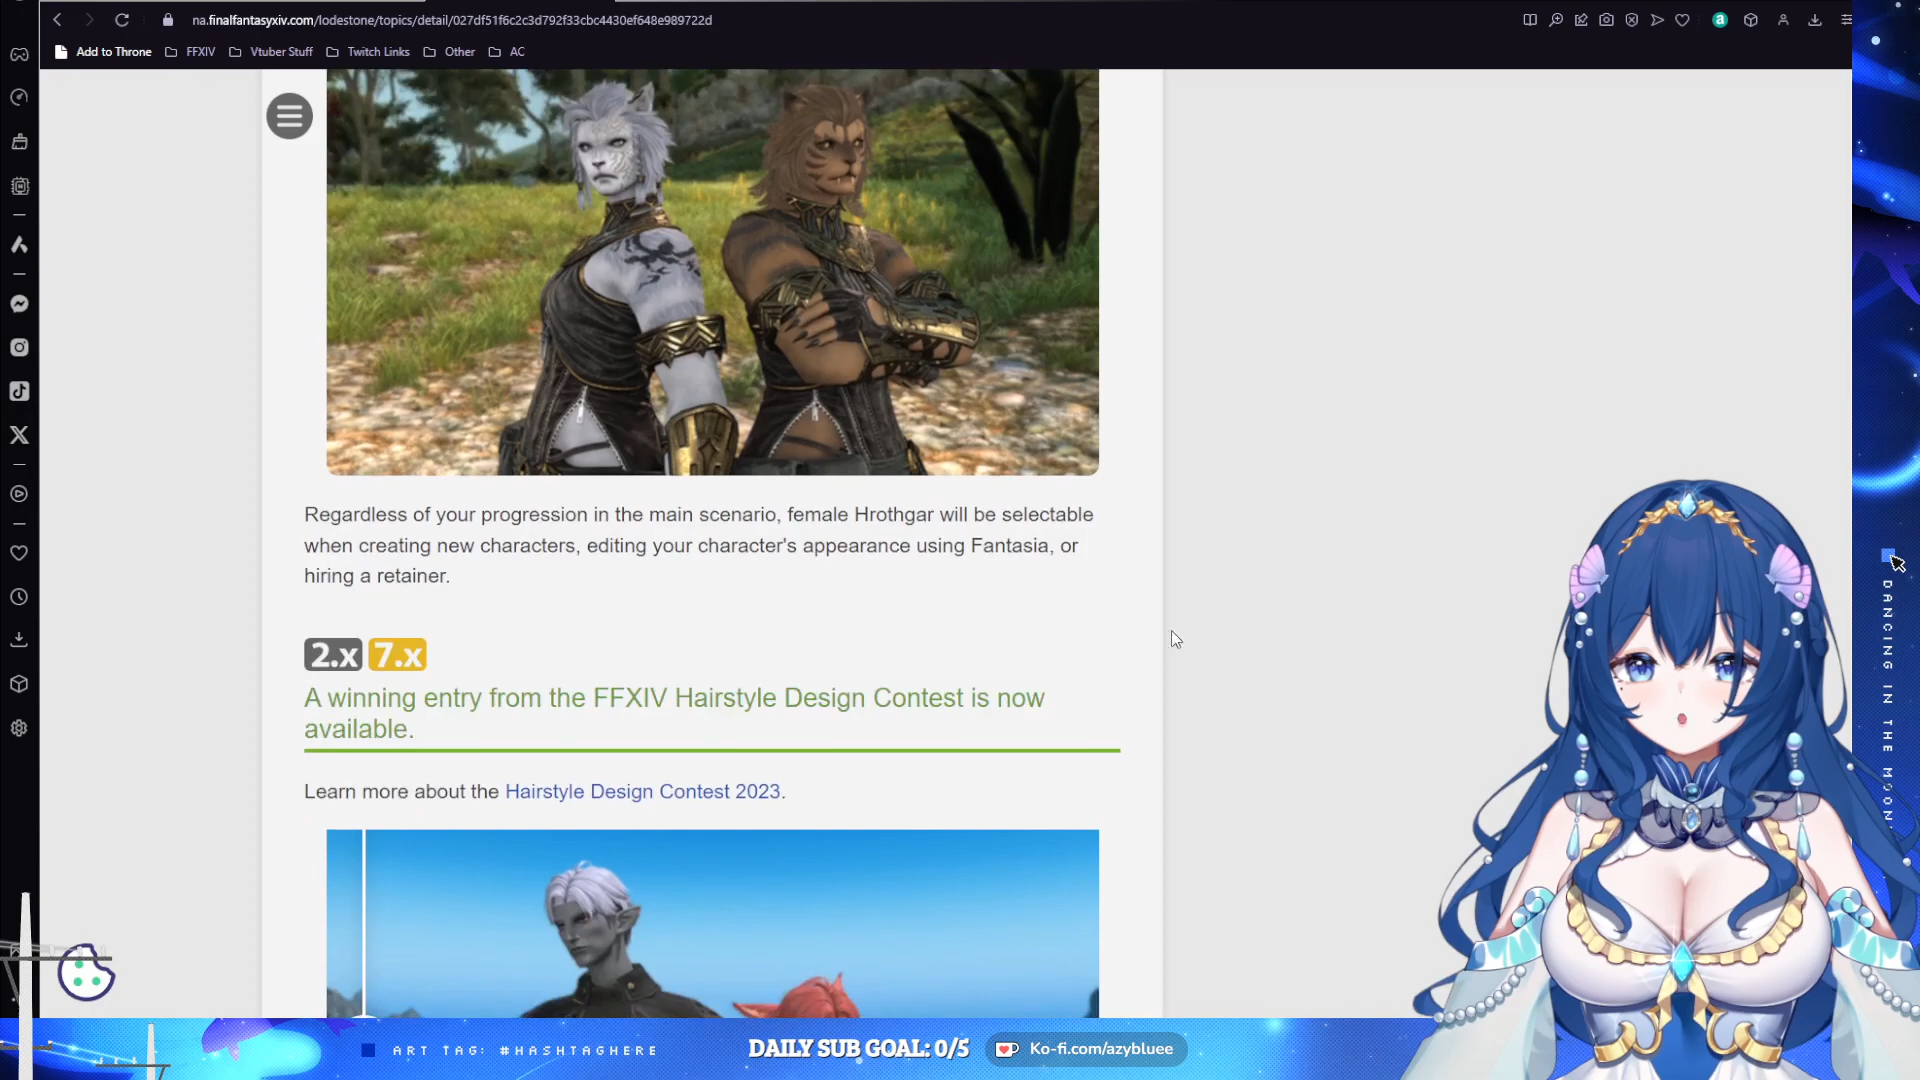 na.finalfantasyxiv.com/lodestone/topics/detail/027df51f6c2c3d792f33cbc4430ef648e989722d
Add to Throne
FFXIV
Vtuber Stuff
Twitch Links
Other
AC
Regardless of your progression in the main scenario, female Hrothgar will be selectable
when creating new characters, editing your character's appearance using Fantasia, or
hiring a retainer.
2.x 7.x
A winning entry from the FFXIV Hairstyle Design Contest is now
available.
Learn more about the Hairstyle Design Contest 2023.
DANCING IN THE MOON'
ART TAG: #HASHTAGHERE
DAILY SUB GOAL: 0/5
Ko-fi.com/azybluee